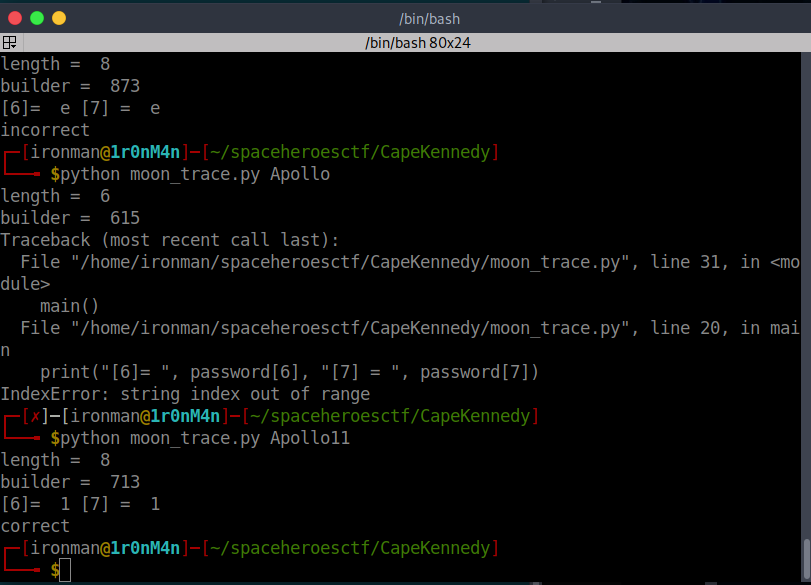 /bin/bash
/bin/bash 80x24
length =  8
builder =  873
[6]=  e [7] =  e
incorrect
┌─[ironman@1r0nM4n]─[~/spaceheroesctf/CapeKennedy]
└──╼ $python moon_trace.py Apollo
length =  6
builder =  615
Traceback (most recent call last):
  File "/home/ironman/spaceheroesctf/CapeKennedy/moon_trace.py", line 31, in <mo
dule>
    main()
  File "/home/ironman/spaceheroesctf/CapeKennedy/moon_trace.py", line 20, in mai
n
    print("[6]= ", password[6], "[7] = ", password[7])
IndexError: string index out of range
┌─[✗]─[ironman@1r0nM4n]─[~/spaceheroesctf/CapeKennedy]
└──╼ $python moon_trace.py Apollo11
length =  8
builder =  713
[6]=  1 [7] =  1
correct
┌─[ironman@1r0nM4n]─[~/spaceheroesctf/CapeKennedy]
└──╼ $